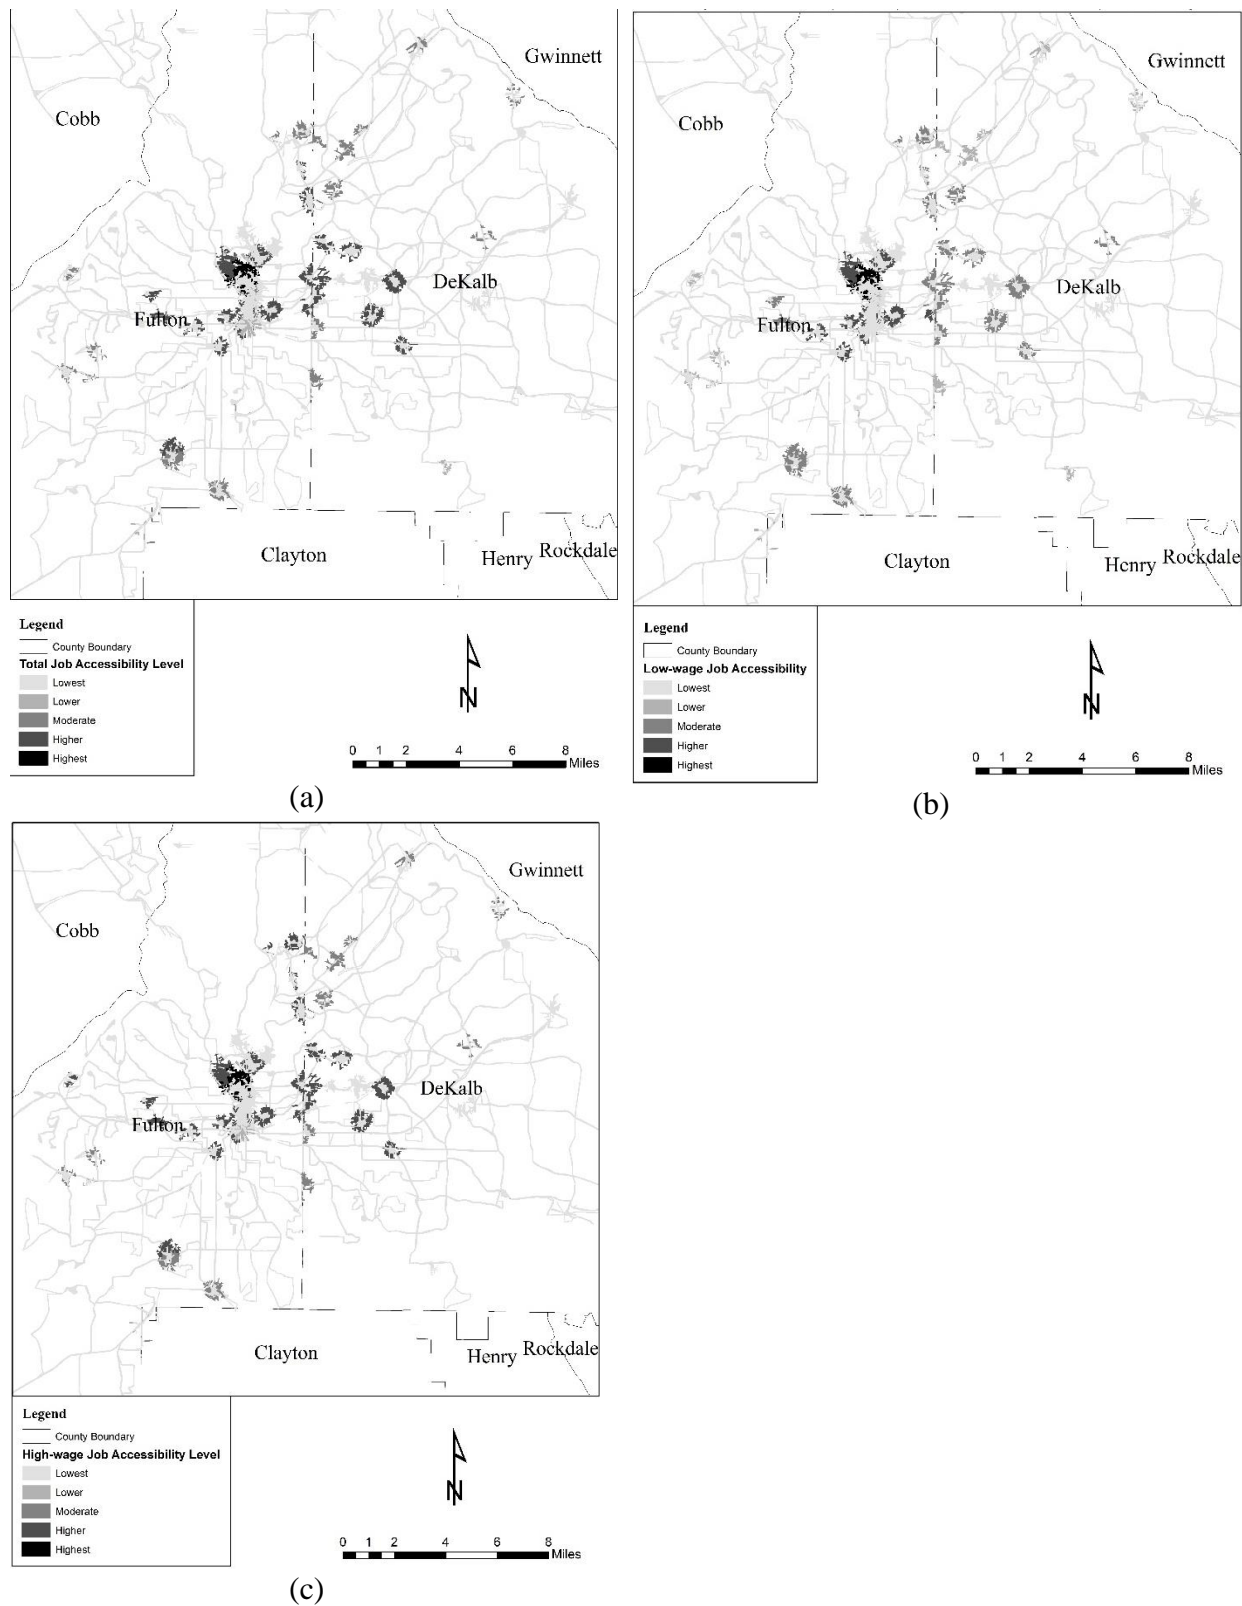 Gwinnett
Cobb
DeKalb
Fulton
Clayton
Henry
Rockdale
Legend
County Boundary
Total Job Accessibility Level
Lowest
Lower
Moderate
Higher
Highest
N
0 1 2 4 6 8
Miles
(a)
Gwinnett
Cobb
DeKalb
Fulton
Clayton
Henry
Rockdale
Legend
County Boundary
Low-wage Job Accessibility
Lowest
Lower
Moderate
Higher
Highest
N
0 1 2 4 6 8
Miles
(b)
Gwinnett
Cobb
DeKalb
Fulton
Clayton
Henry
Rockdale
Legend
County Boundary
High-wage Job Accessibility Level
Lowest
Lower
Moderate
Higher
Highest
N
0 1 2 4 6 8
Miles
(c)